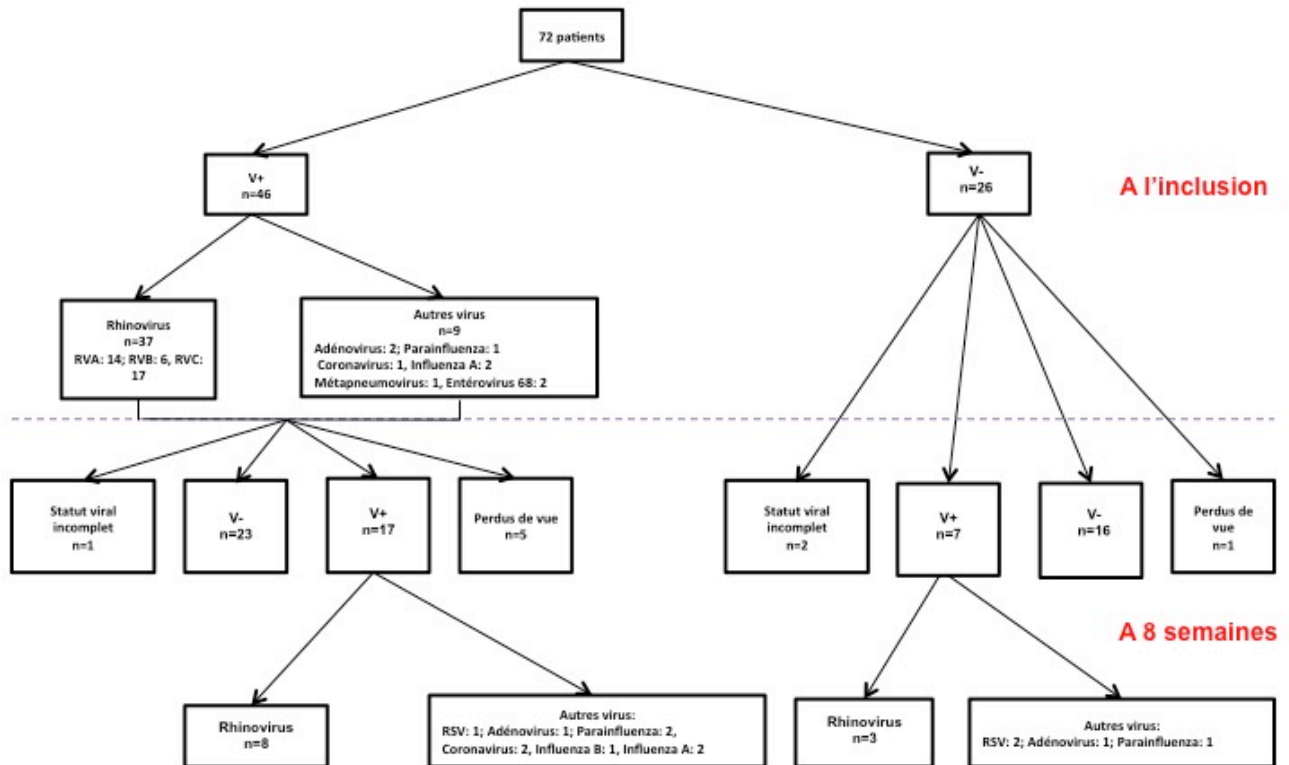 72 patients
V+
n=46
V-
n=26
A l'inclusion
Rhinovirus
n=37
RVA: 14; RVB: 6, RVC:
17
Autres virus
n=9
Adénovirus: 2; Parainfluenza: 1
Coronavirus: 1, Influenza A: 2
Métapneumovirus: 1, Entérovirus 68: 2
Statut viral
incomplet
n=1
V-
n=23
V+
n=17
Perdus de vue
n=5
Statut viral
incomplet
n=2
V+
n=7
V-
n=16
Perdus de
vue
n=1
A 8 semaines
Rhinovirus
n=8
Autres virus:
RSV: 1; Adénovirus: 1; Parainfluenza: 2,
Coronavirus: 2, Influenza B: 1, Influenza A: 2
Rhinovirus
n=3
Autres virus:
RSV: 2; Adénovirus: 1; Parainfluenza: 1